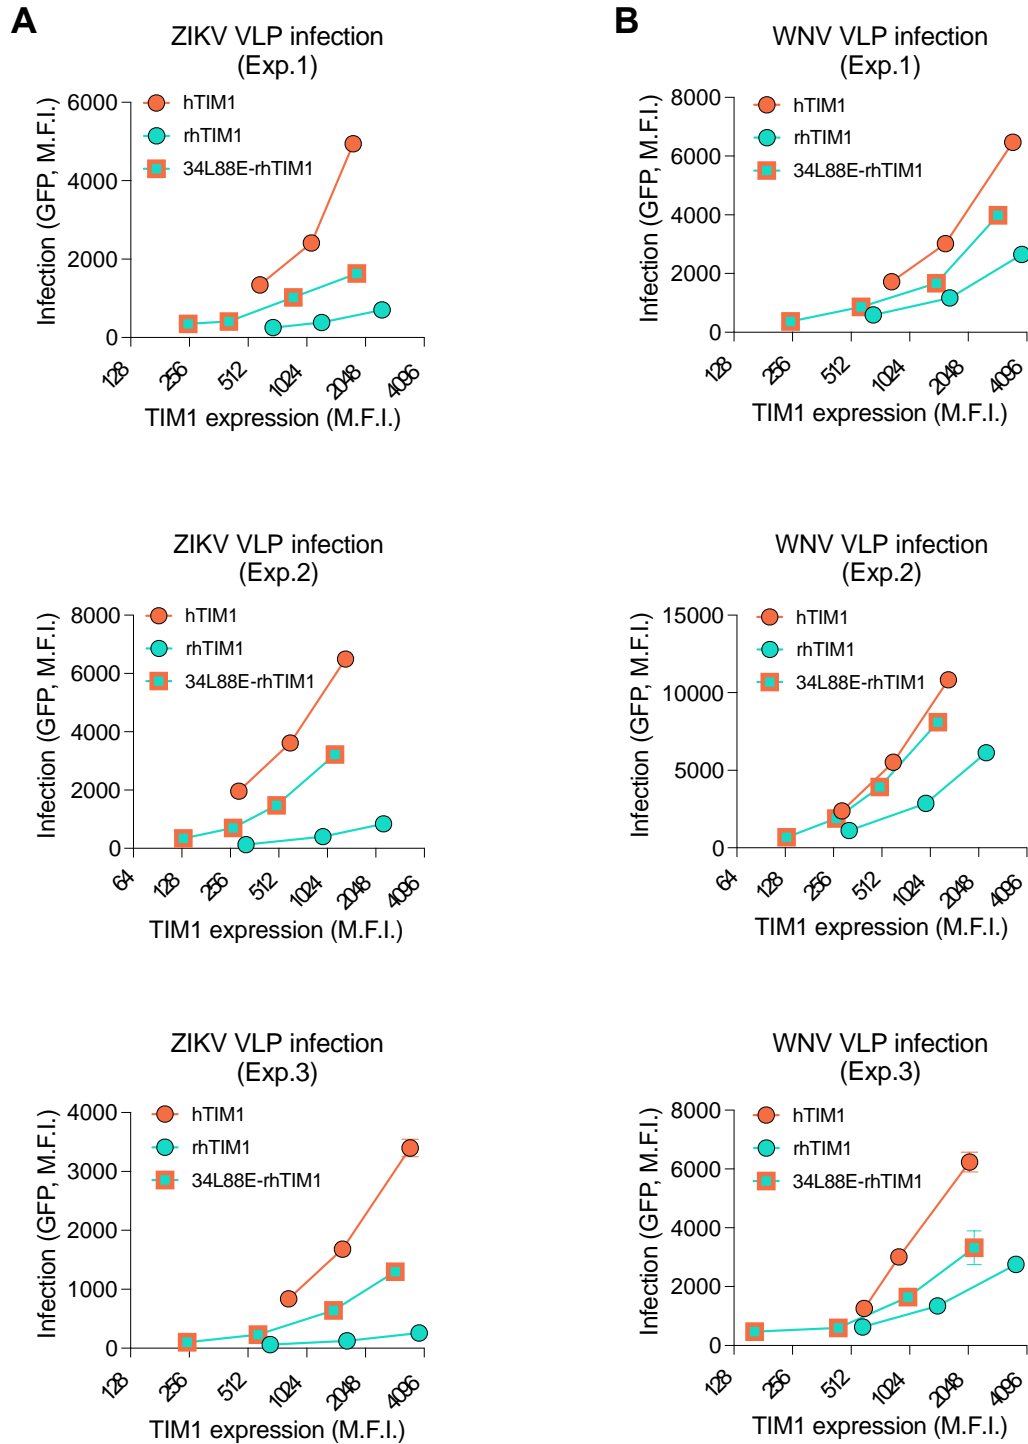 A
ZIKV VLP infection
(Exp.1)
Infection (GFP, M.F.I.)
6000
4000
2000
0
hTIM1
rhTIM1
34L88E-rhTIM1
128
256
512
1024
2048
4096
TIM1 expression (M.F.I.)
B
WNV VLP infection
(Exp.1)
Infection (GFP, M.F.I.)
8000
6000
4000
2000
0
hTIM1
rhTIM1
34L88E-rhTIM1
128
256
512
1024
2048
4096
TIM1 expression (M.F.I.)
ZIKV VLP infection
(Exp.2)
Infection (GFP, M.F.I.)
8000
6000
4000
2000
0
hTIM1
rhTIM1
34L88E-rhTIM1
64
128
256
512
1024
2048
4096
TIM1 expression (M.F.I.)
WNV VLP infection
(Exp.2)
Infection (GFP, M.F.I.)
15000
10000
5000
0
hTIM1
rhTIM1
34L88E-rhTIM1
64
128
256
512
1024
2048
4096
TIM1 expression (M.F.I.)
ZIKV VLP infection
(Exp.3)
Infection (GFP, M.F.I.)
4000
3000
2000
1000
0
hTIM1
rhTIM1
34L88E-rhTIM1
128
256
512
1024
2048
4096
TIM1 expression (M.F.I.)
WNV VLP infection
(Exp.3)
Infection (GFP, M.F.I.)
8000
6000
4000
2000
0
hTIM1
rhTIM1
34L88E-rhTIM1
128
256
512
1024
2048
4096
TIM1 expression (M.F.I.)